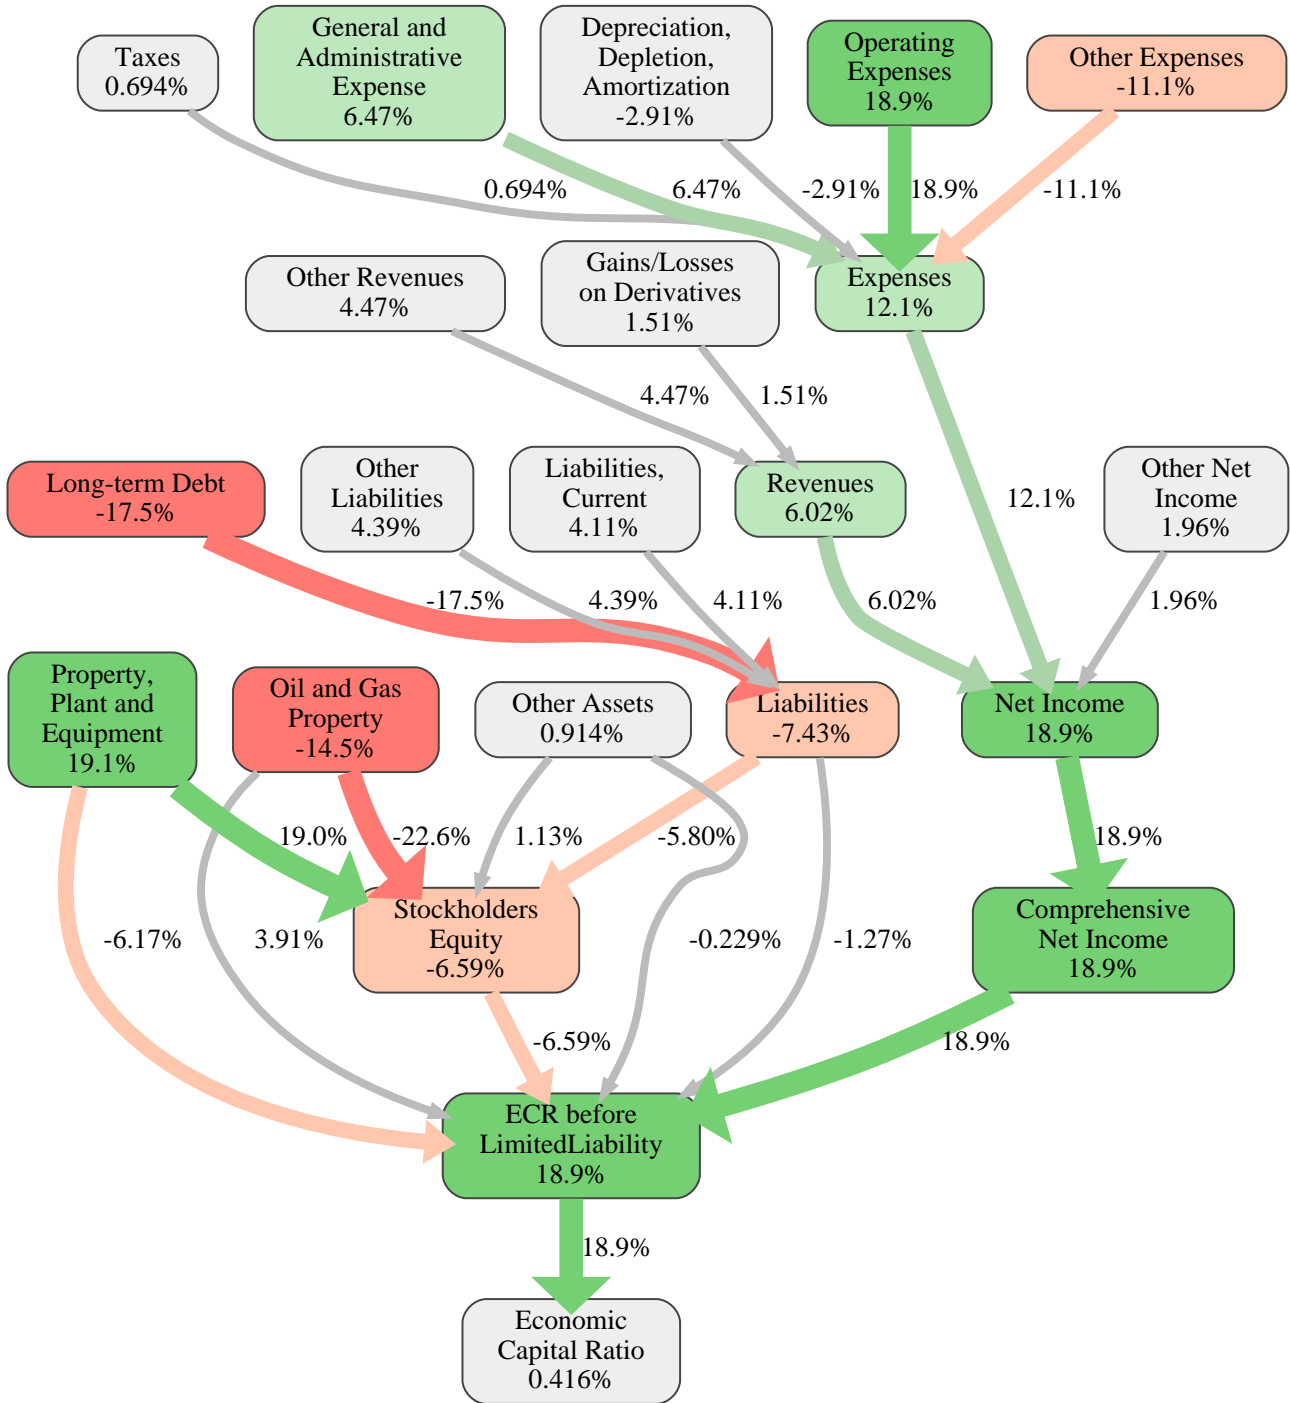 Taxes
0.694%
General and
Administrative
Expense
6.47%
Depreciation,
Depletion,
Amortization
-2.91%
Operating
Expenses
18.9%
Other Expenses
-11.1%
0.694%
6.47%
-2.91%
18.9%
-11.1%
Other Revenues
4.47%
Gains/Losses
on Derivatives
1.51%
Expenses
12.1%
4.47%
1.51%
12.1%
Long-term Debt
-17.5%
Other
Liabilities
4.39%
Liabilities,
Current
4.11%
Revenues
6.02%
Other Net
Income
1.96%
-17.5%
4.39%
4.11%
6.02%
1.96%
Property,
Plant and
Equipment
19.1%
Oil and Gas
Property
-14.5%
Other Assets
0.914%
Liabilities
-7.43%
Net Income
18.9%
19.0%
-22.6%
1.13%
-5.80%
18.9%
-6.17%
3.91%
Stockholders
Equity
-6.59%
-0.229%
-1.27%
Comprehensive
Net Income
18.9%
-6.59%
18.9%
ECR before
LimitedLiability
18.9%
18.9%
Economic
Capital Ratio
0.416%